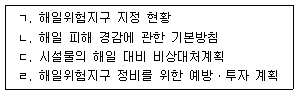 ㄱ. 해일위험지구 지정 현황
ㄴ. 해일 피해 경감에 관한 기본방침
ㄷ. 시설물의 해일 대비 비상대처계획
ㄹ. 해일위험지구 정비를 위한 예방·투자 계획